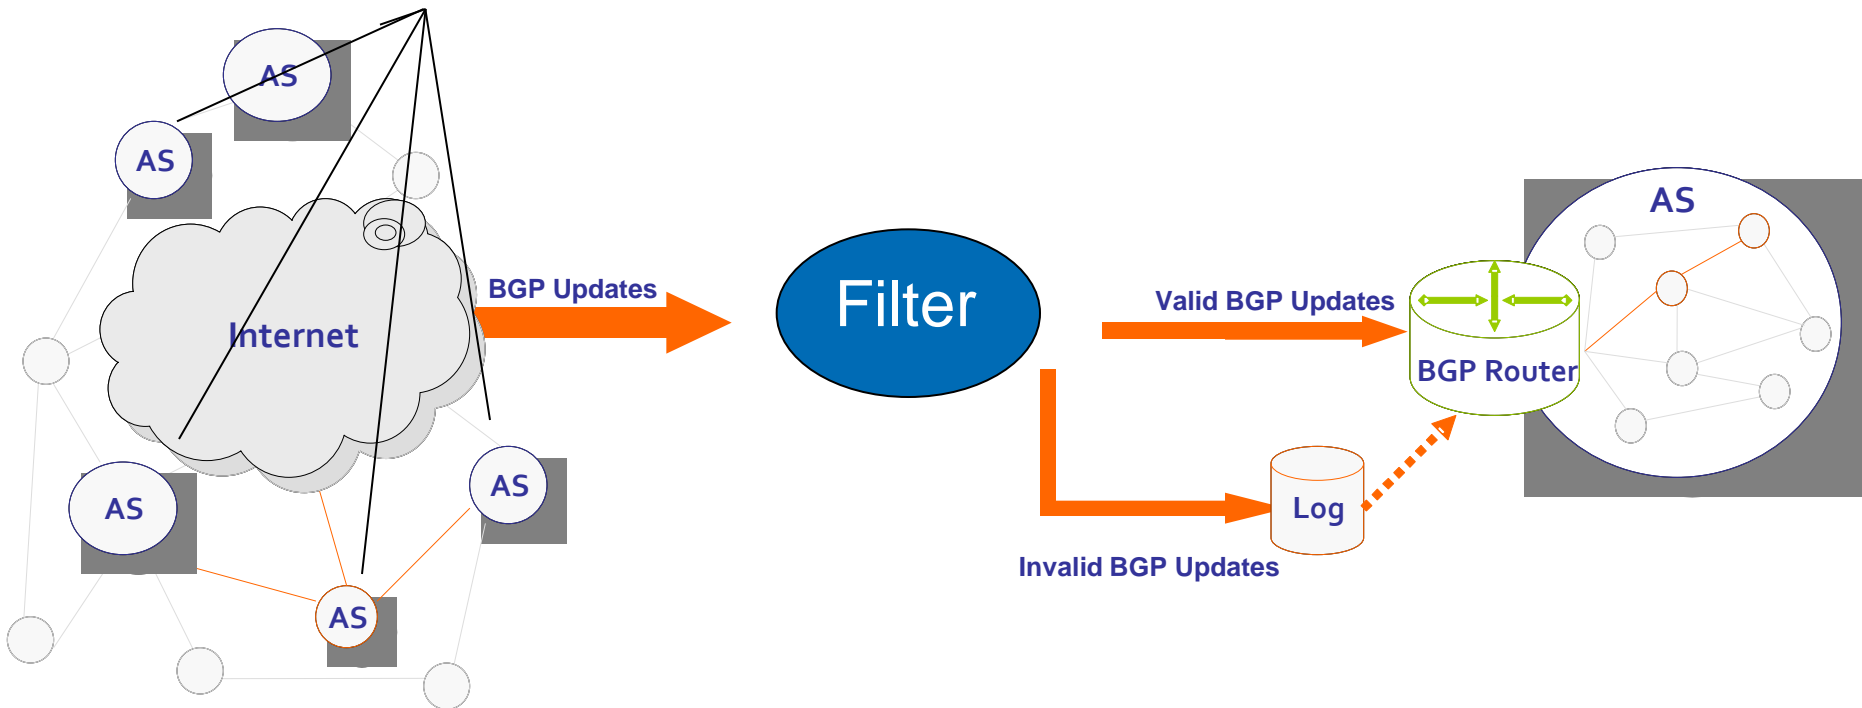 AS
AS
Internet
AS
AS
AS
BGP Updates
Filter
Valid BGP Updates
Invalid BGP Updates
Log
BGP Router
AS